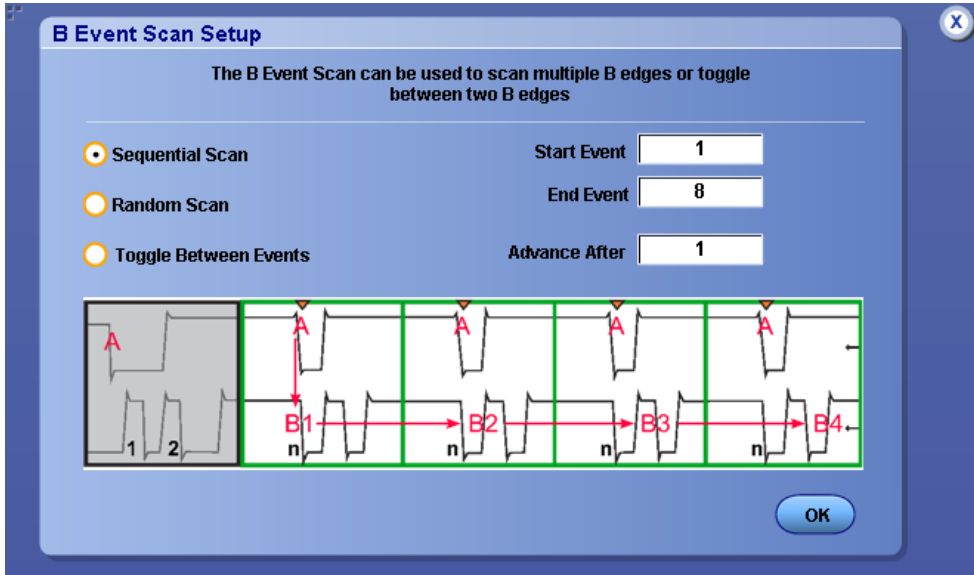 B Event Scan Setup
X
The B Event Scan can be used to scan multiple B edges or toggle
between two B edges
Sequential Scan
Start Event 1
End Event 8
Random Scan
Toggle Between Events
Advance After 1
A A A A A
B1 B2 B3 B4
1 2 n n n n
OK